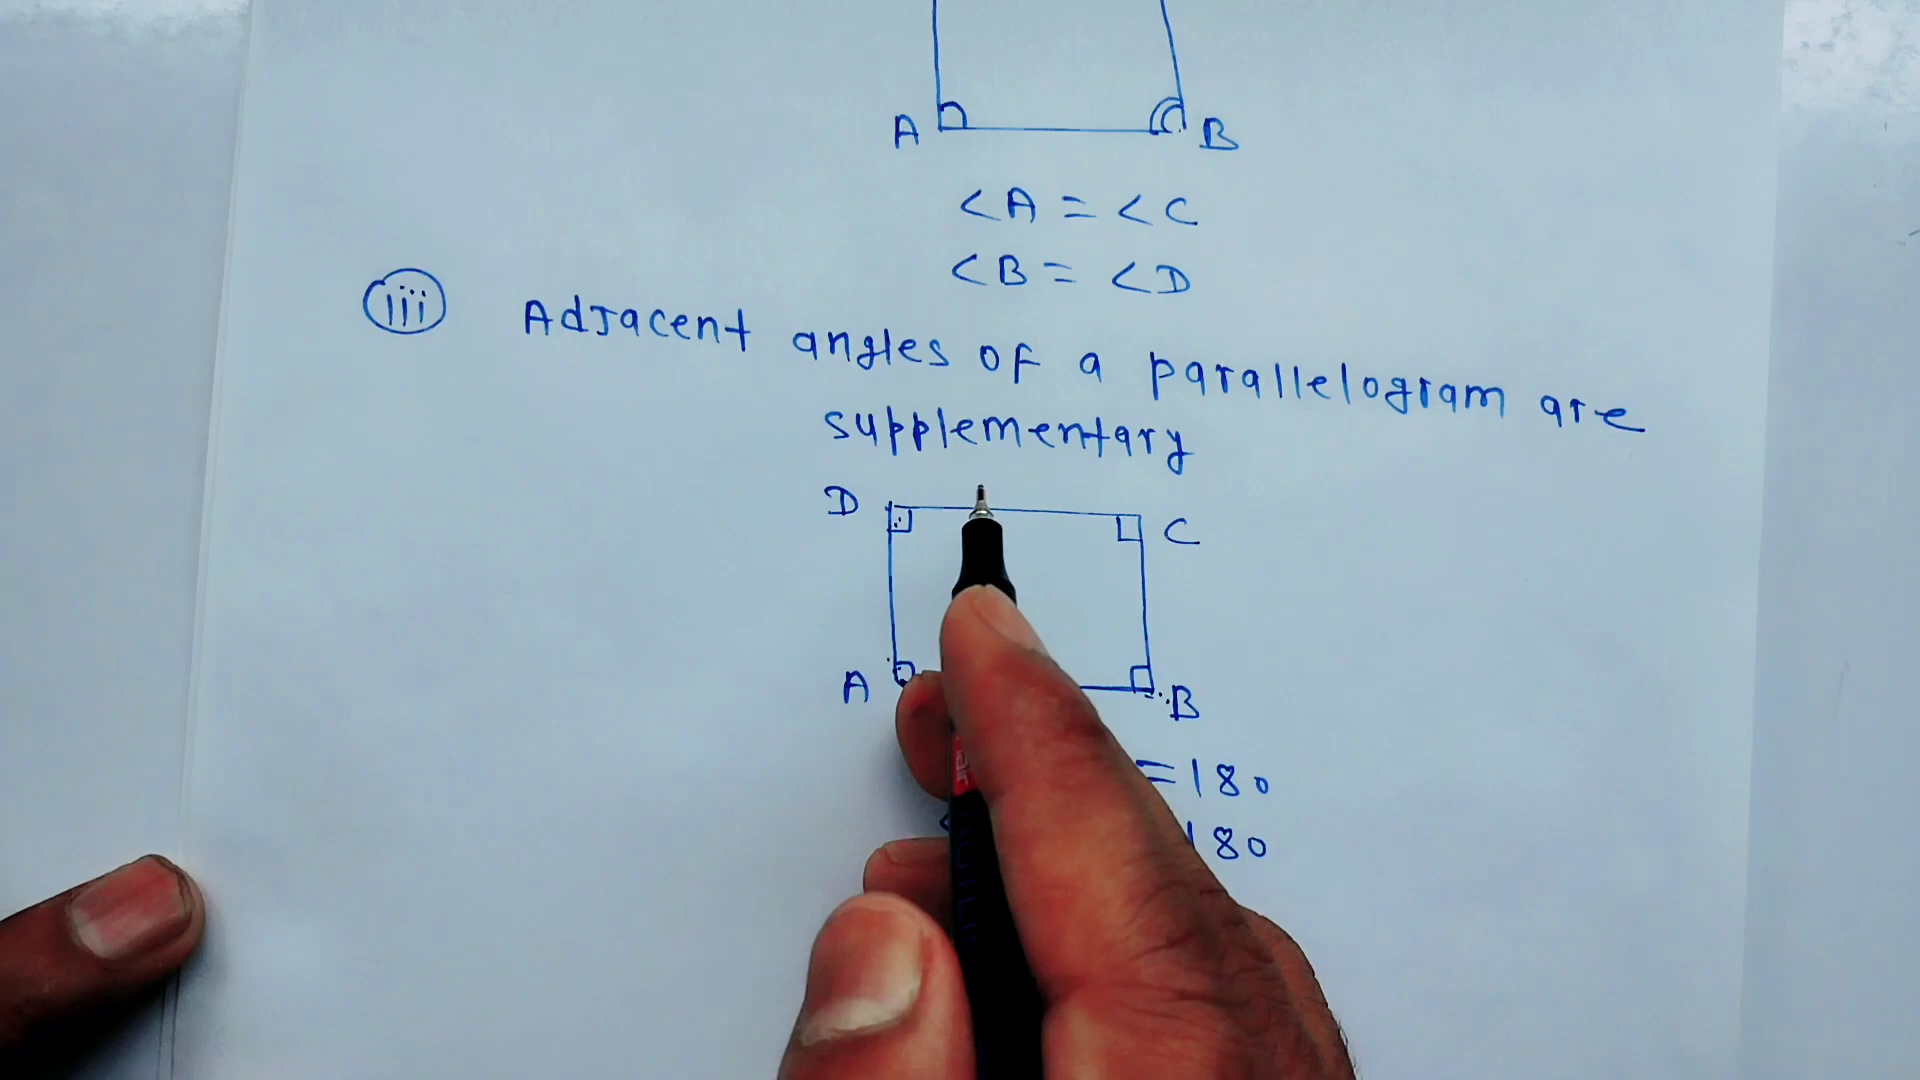 A B
<A = <C
<B = <D
iii Adjacent angles of a parallelogram are
supplementary
D C
A B
=180
180